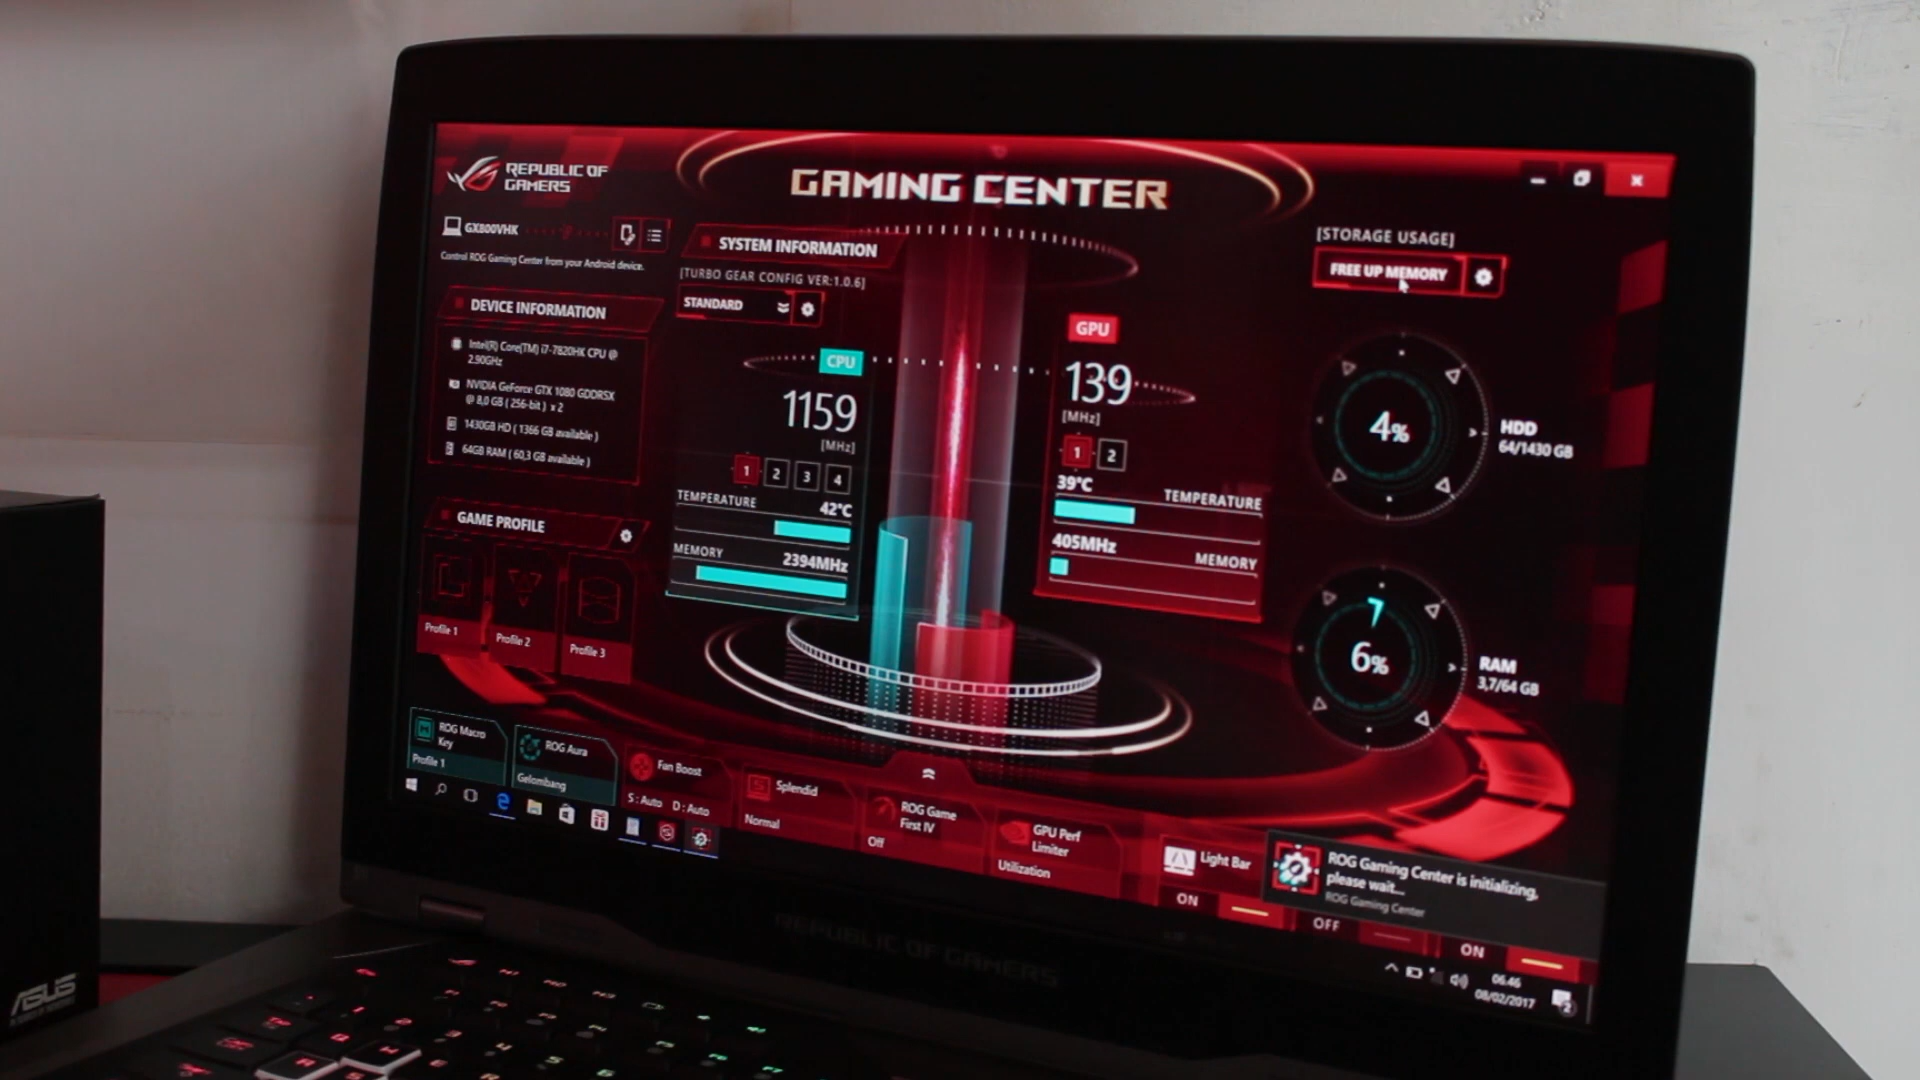 REPUBLIC OF
GAMERS
GAMING CENTER
GX800VHK
Control ROG Gaming Center from your Android device.
DEVICE INFORMATION
Intel(R) Core(TM) i7-7820HK CPU @
2.90GHz
NVIDIA GeForce GTX 1080 GDDR5X
@ 8,0 GB ( 256-bit ) x 2
1430GB HD ( 1366 GB available )
64GB RAM ( 60,3 GB available )
GAME PROFILE
Profile 1
Profile 2
Profile 3
SYSTEM INFORMATION
[TURBO GEAR CONFIG VER:1.0.6]
STANDARD
CPU
1159
[MHz]
1 2 3 4
TEMPERATURE 42°C
MEMORY 2394MHz
GPU
139
[MHz]
1 2
39°C TEMPERATURE
405MHz MEMORY
[STORAGE USAGE]
FREE UP MEMORY
4%
HDD
64/1430 GB
6%
RAM
3,7/64 GB
ROG Macro
Key
Profile 1
ROG Aura
Gelombang
Fan Boost
S : Auto D : Auto
Splendid
Normal
ROG Game
First IV
Off
GPU Perf
Limiter
Utilization
Light Bar
ON
OFF
ON
ROG Gaming Center is initializing,
please wait...
ROG Gaming Center
06.46
08/02/2017
2
REPUBLIC OF GAMERS
ASUS